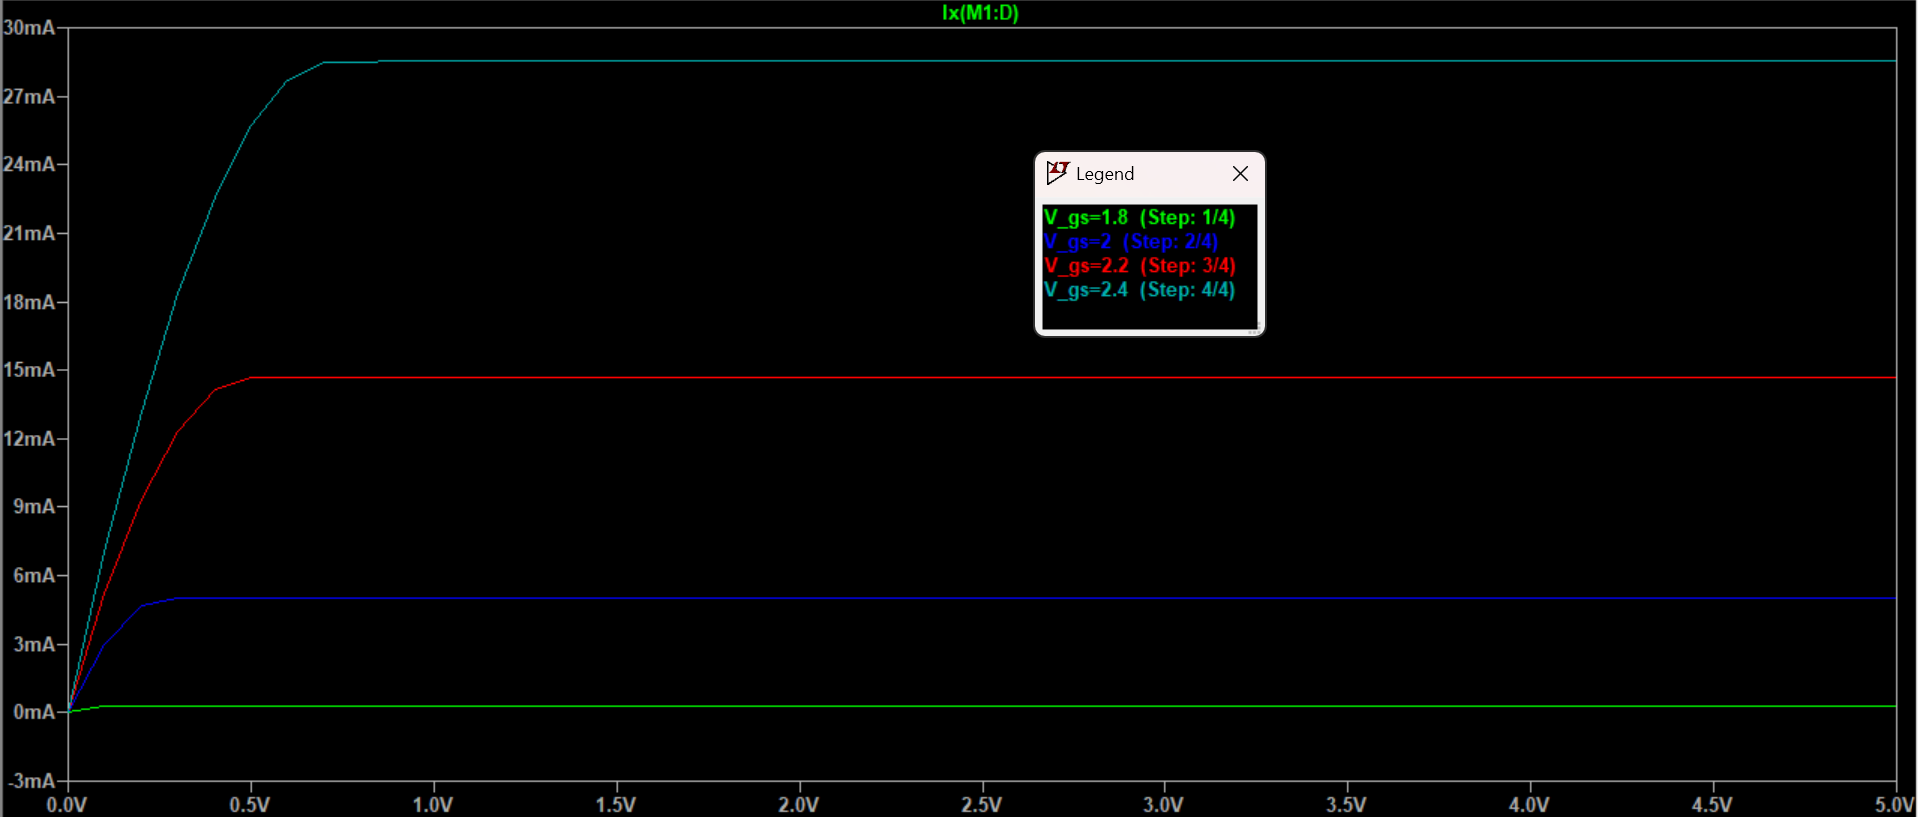 Ix(M1:D)
30mA
27mA
24mA
21mA
18mA
15mA
12mA
9mA
6mA
3mA
0mA
-3mA
Legend
V_gs=1.8 (Step: 1/4)
V_gs=2 (Step: 2/4)
V_gs=2.2 (Step: 3/4)
V_gs=2.4 (Step: 4/4)
0.0V 0.5V 1.0V 1.5V 2.0V 2.5V 3.0V 3.5V 4.0V 4.5V 5.0V